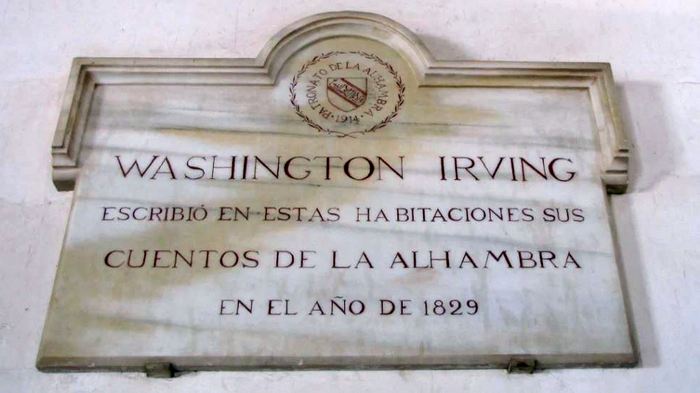 PATRONATO DE LA ALHAMBRA
1914
WASHINGTON IRVING
ESCRIBIÓ EN ESTAS HABITACIONES SUS
CUENTOS DE LA ALHAMBRA
EN EL AÑO DE 1829